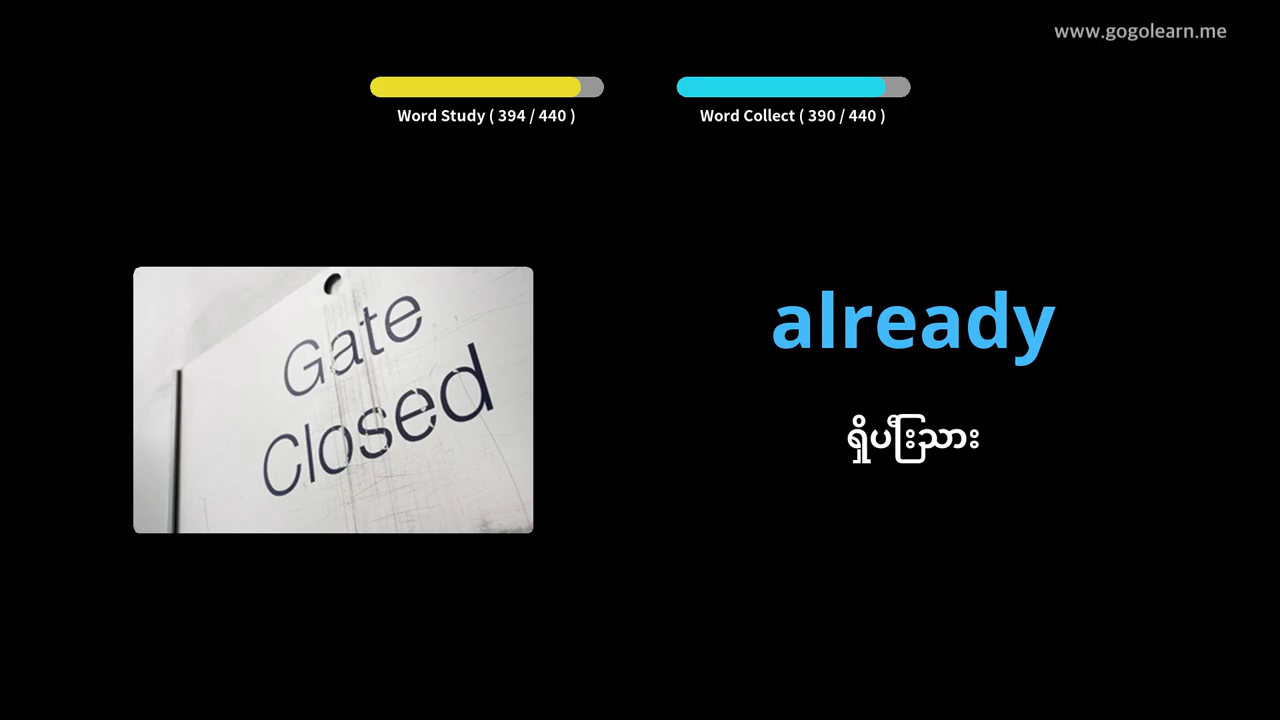 www.gogolearn.me
Word Study ( 394 / 440 )
Word Collect ( 390 / 440 )
Gate
Closed
already
ရှိပြီးသား